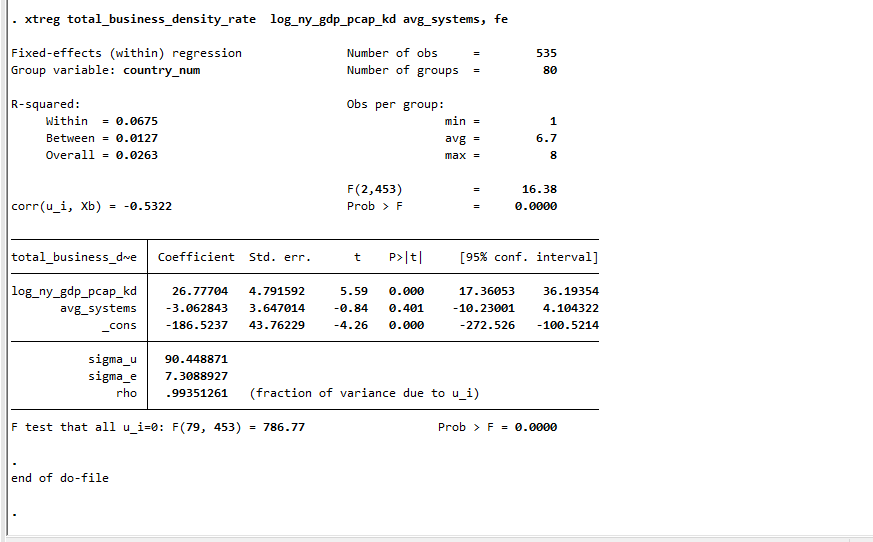 . xtreg total_business_density_rate  log_ny_gdp_pcap_kd avg_systems, fe
Fixed-effects (within) regression               Number of obs     =        535
Group variable: country_num                     Number of groups  =         80
R-squared:                                      Obs per group:
     Within  = 0.0675                                         min =          1
     Between = 0.0127                                         avg =        6.7
     Overall = 0.0263                                         max =          8
                                                F(2,453)          =      16.38
corr(u_i, Xb) = -0.5322                         Prob > F          =     0.0000
total_business_d~e   Coefficient  Std. err.      t    P>|t|     [95% conf. interval]
log_ny_gdp_pcap_kd     26.77704   4.791592     5.59   0.000     17.36053    36.19354
       avg_systems    -3.062843   3.647014    -0.84   0.401    -10.23001    4.104322
             _cons    -186.5237   43.76229    -4.26   0.000     -272.526   -100.5214
           sigma_u    90.448871
           sigma_e    7.3088927
               rho    .99351261   (fraction of variance due to u_i)
F test that all u_i=0: F(79, 453) = 786.77                   Prob > F = 0.0000
.
end of do-file
.